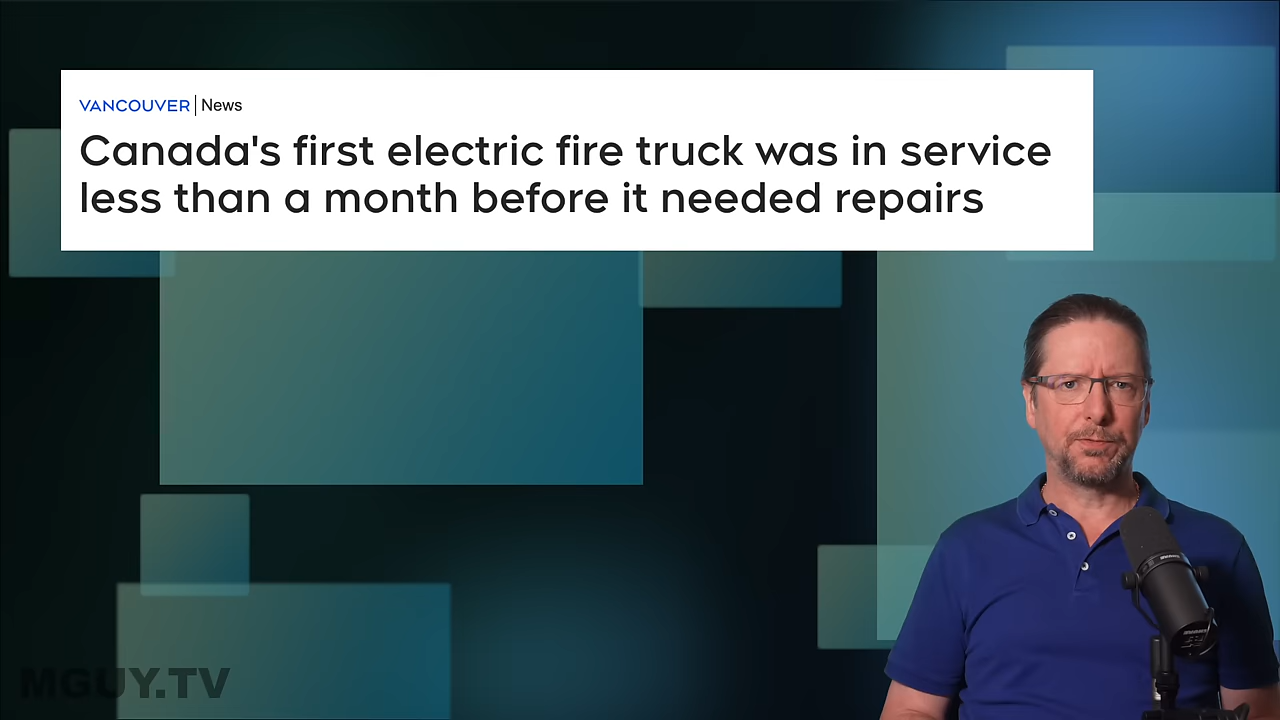 VANCOUVER | News
Canada's first electric fire truck was in service
less than a month before it needed repairs
MGUY.TV